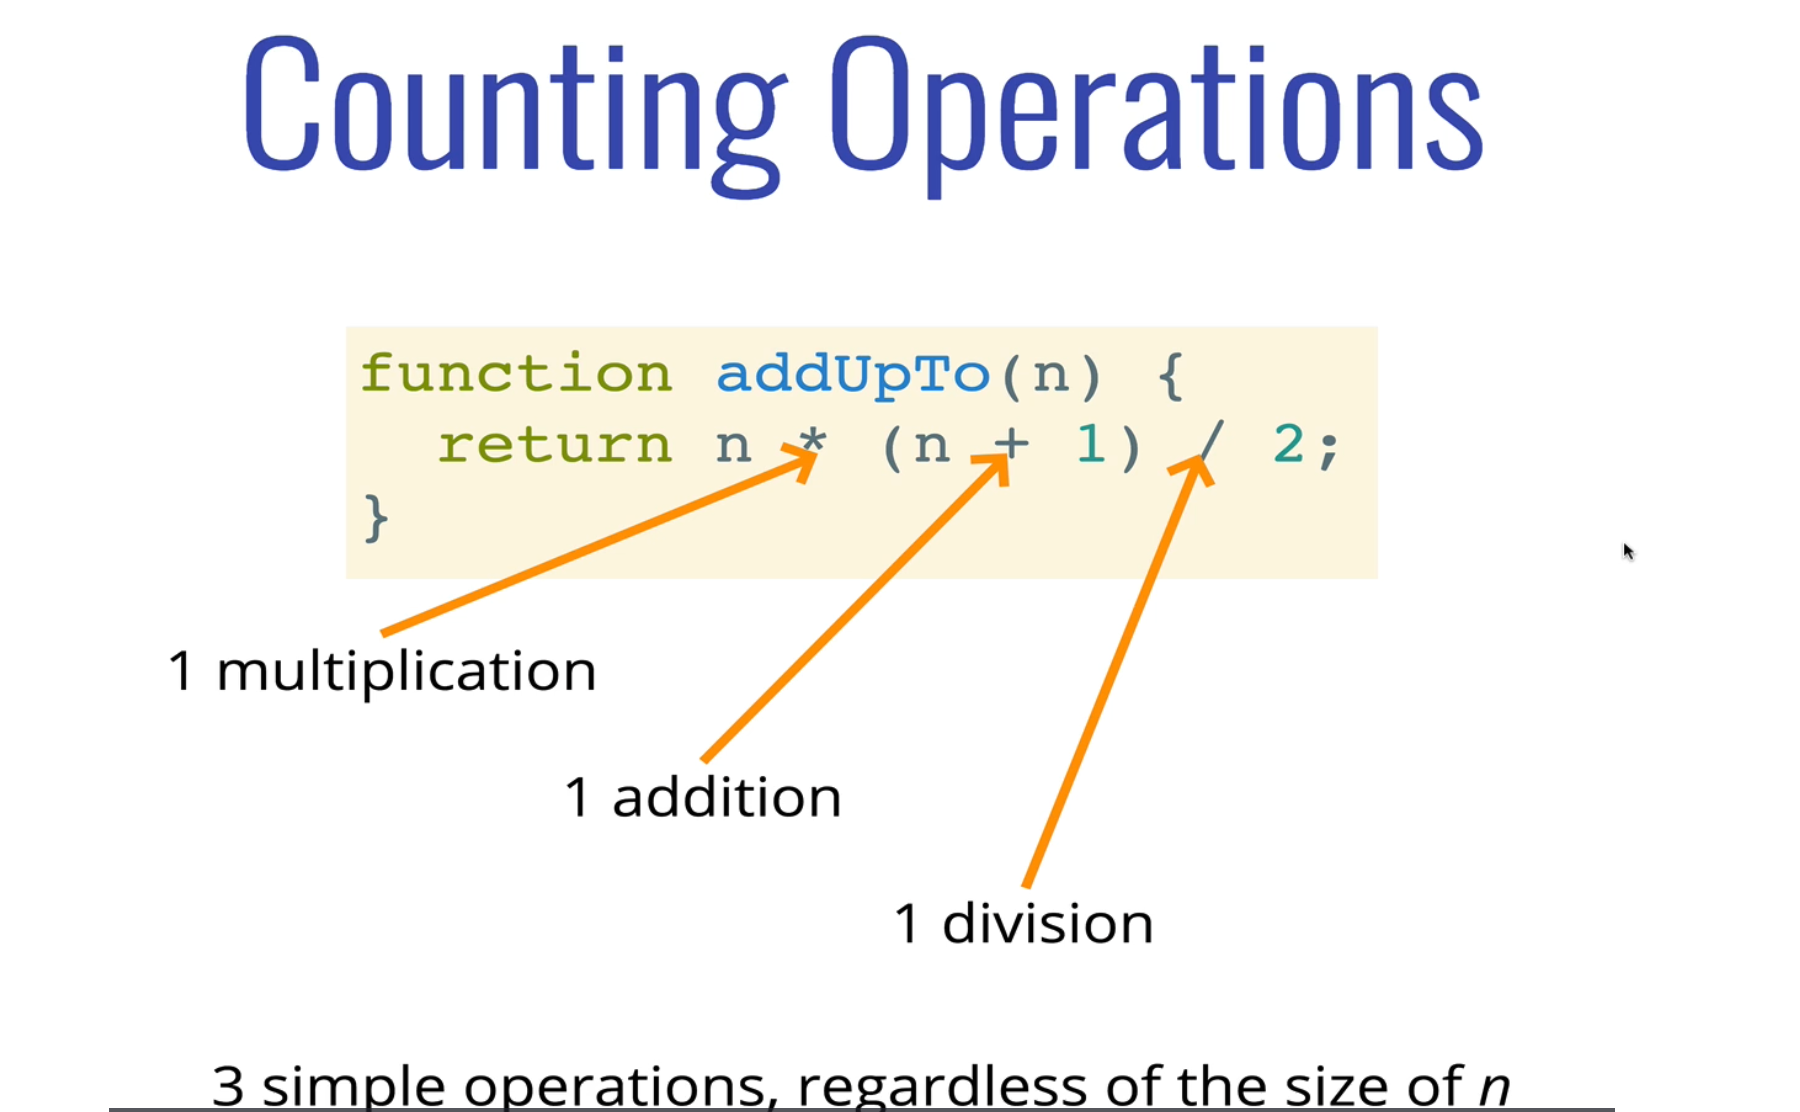 Counting Operations
function addUpTo(n) {
  return n * (n + 1) / 2;
}
1 multiplication
1 addition
1 division
3 simple operations, regardless of the size of n